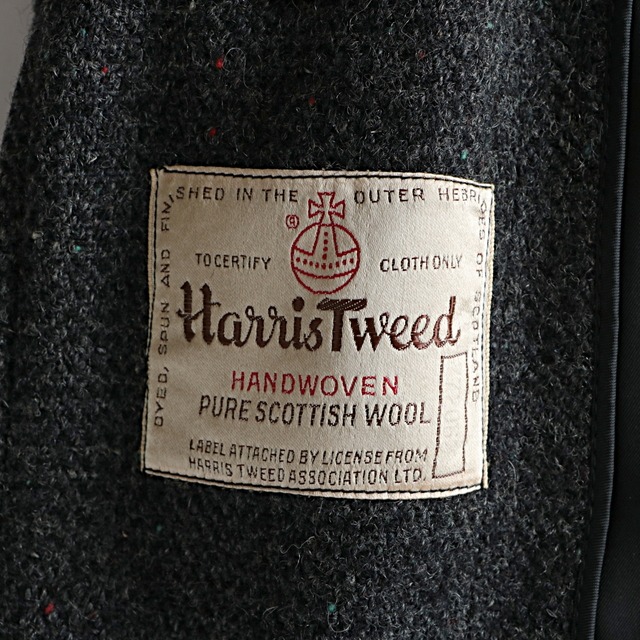 DYED, SPUN AND FINISHED IN THE OUTER HEBRIDES OF SCOTLAND
®
TO CERTIFY CLOTH ONLY
Harris Tweed
HANDWOVEN
PURE SCOTTISH WOOL
LABEL ATTACHED BY LICENSE FROM
HARRIS TWEED ASSOCIATION LTD.